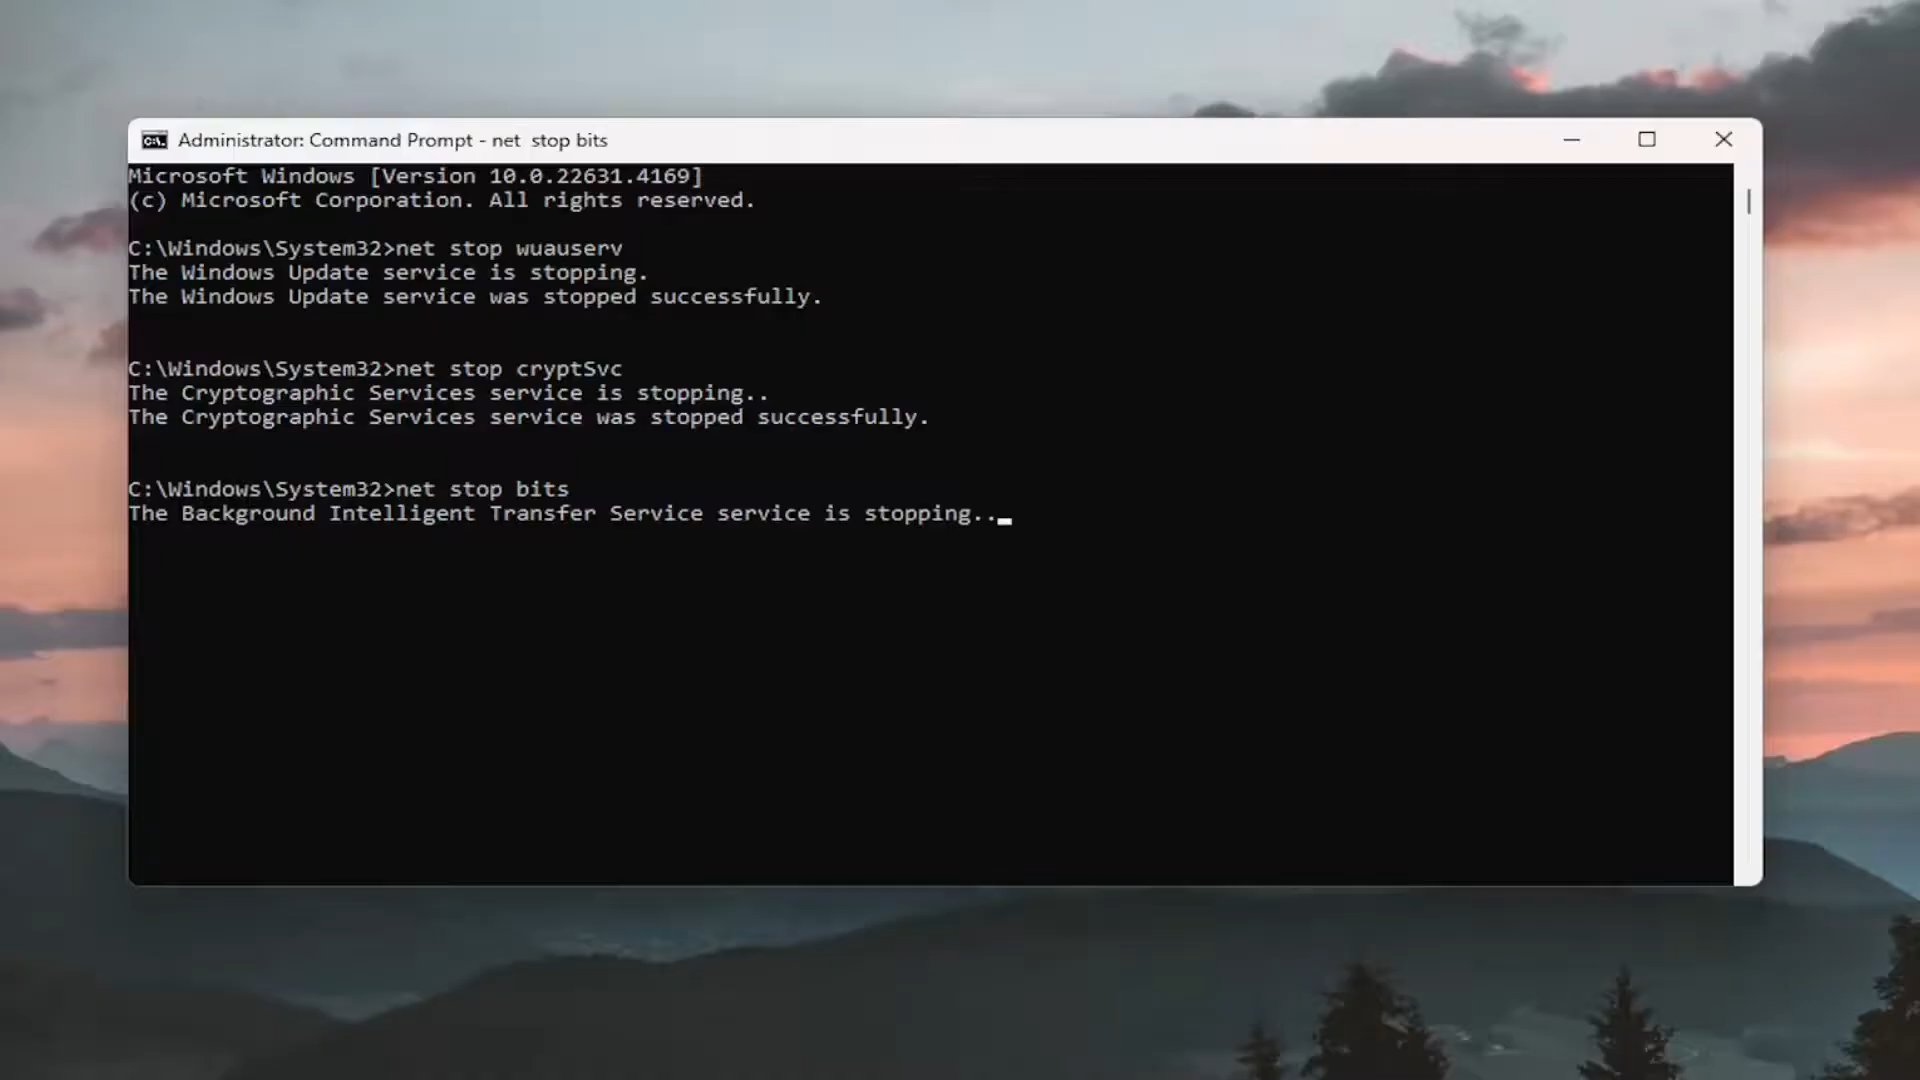 Administrator: Command Prompt - net  stop bits
Microsoft Windows [Version 10.0.22631.4169]
(c) Microsoft Corporation. All rights reserved.
C:\Windows\System32>net stop wuauserv
The Windows Update service is stopping.
The Windows Update service was stopped successfully.
C:\Windows\System32>net stop cryptSvc
The Cryptographic Services service is stopping..
The Cryptographic Services service was stopped successfully.
C:\Windows\System32>net stop bits
The Background Intelligent Transfer Service service is stopping..